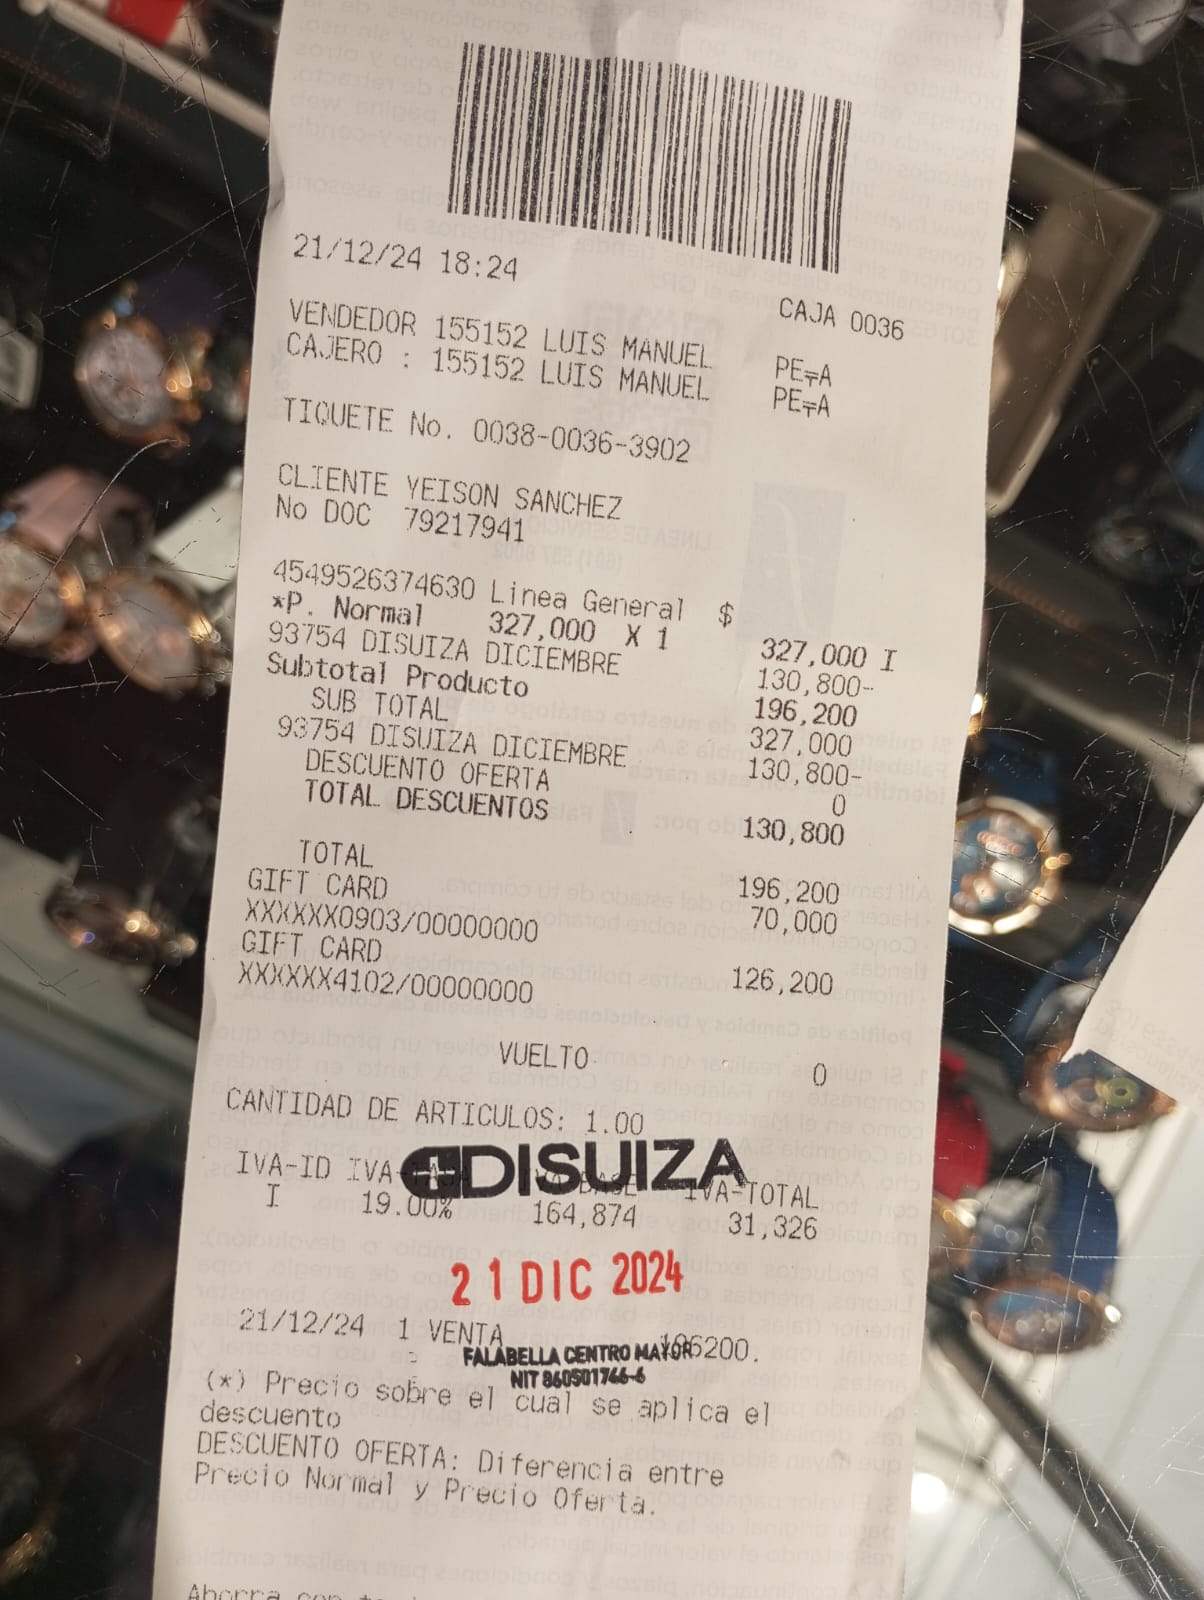 21/12/24 18:24
CAJA 0036
VENDEDOR 155152 LUIS MANUEL PE╤A
CAJERO : 155152 LUIS MANUEL PE╤A
TIQUETE No. 0038-0036-3902
CLIENTE YEISON SANCHEZ
No DOC 79217941
4549526374630 Linea General $ 327,000 I
*P. Normal 327,000 X 1
93754 DISUIZA DICIEMBRE 130,800-
Subtotal Producto 196,200
SUB TOTAL 327,000
93754 DISUIZA DICIEMBRE 130,800-
DESCUENTO OFERTA 0
TOTAL DESCUENTOS 130,800
TOTAL 196,200
GIFT CARD 70,000
XXXXXX0903/00000000
GIFT CARD 126,200
XXXXXX4102/00000000
VUELTO 0
CANTIDAD DE ARTICULOS: 1.00
DISUIZA
IVA-ID IVA-TASA IVA-BASE IVA-TOTAL
I 19.00% 164,874 31,326
21 DIC 2024
21/12/24 1 VENTA 196200.
FALABELLA CENTRO MAYOR
NIT 860501766-6
(*) Precio sobre el cual se aplica el
descuento
DESCUENTO OFERTA: Diferencia entre
Precio Normal y Precio Oferta.
Ahorra con